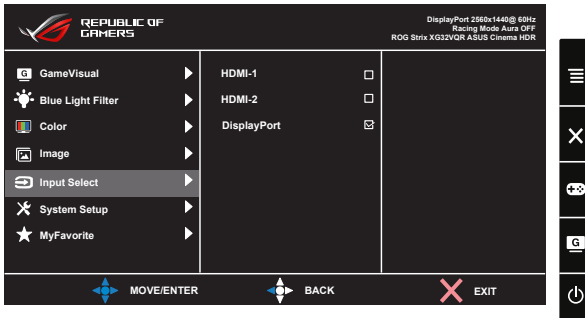 REPUBLIC OF
GAMERS
DisplayPort 2560x1440@ 60Hz
Racing Mode Aura OFF
ROG Strix XG32VQR ASUS Cinema HDR
G GameVisual
Blue Light Filter
Color
Image
Input Select
System Setup
MyFavorite
HDMI-1
HDMI-2
DisplayPort
MOVE/ENTER
BACK
EXIT
G